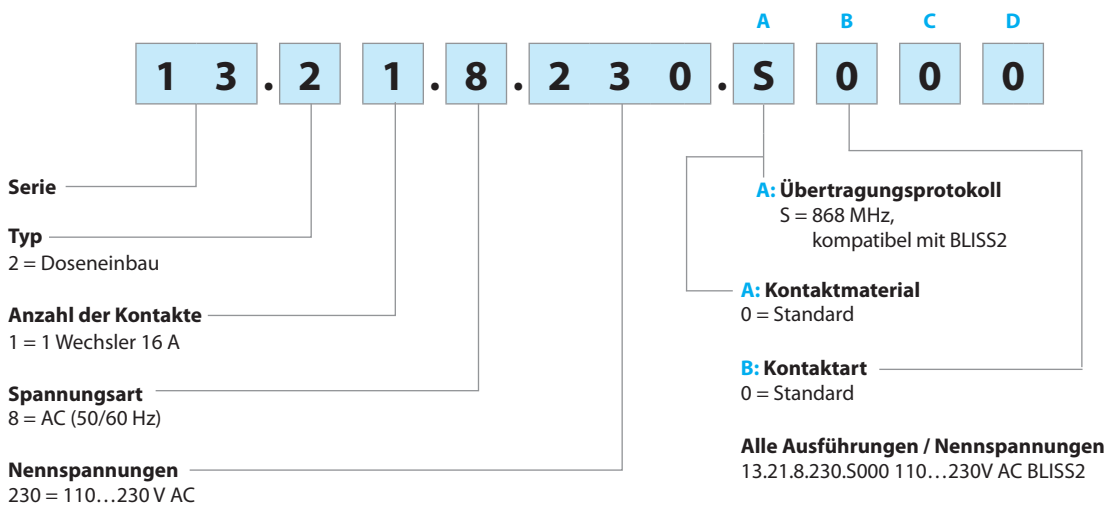 A B C D
1 3 . 2 1 . 8 . 2 3 0 . S 0 0 0
Serie
Typ
2 = Doseneinbau
Anzahl der Kontakte
1 = 1 Wechsler 16 A
Spannungsart
8 = AC (50/60 Hz)
Nennspannungen
230 = 110…230 V AC
A: Übertragungsprotokoll
S = 868 MHz,
kompatibel mit BLISS2
A: Kontaktmaterial
0 = Standard
B: Kontaktart
0 = Standard
Alle Ausführungen / Nennspannungen
13.21.8.230.S000 110…230V AC BLISS2